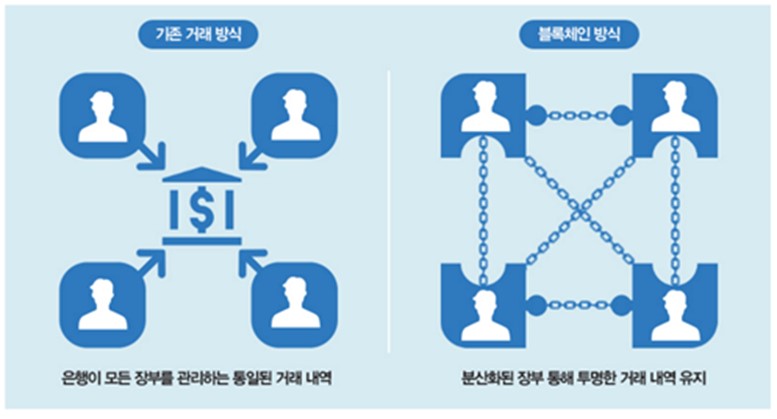 기존 거래 방식
블록체인 방식
$
은행이 모든 장부를 관리하는 통일된 거래 내역
분산화된 장부 통해 투명한 거래 내역 유지